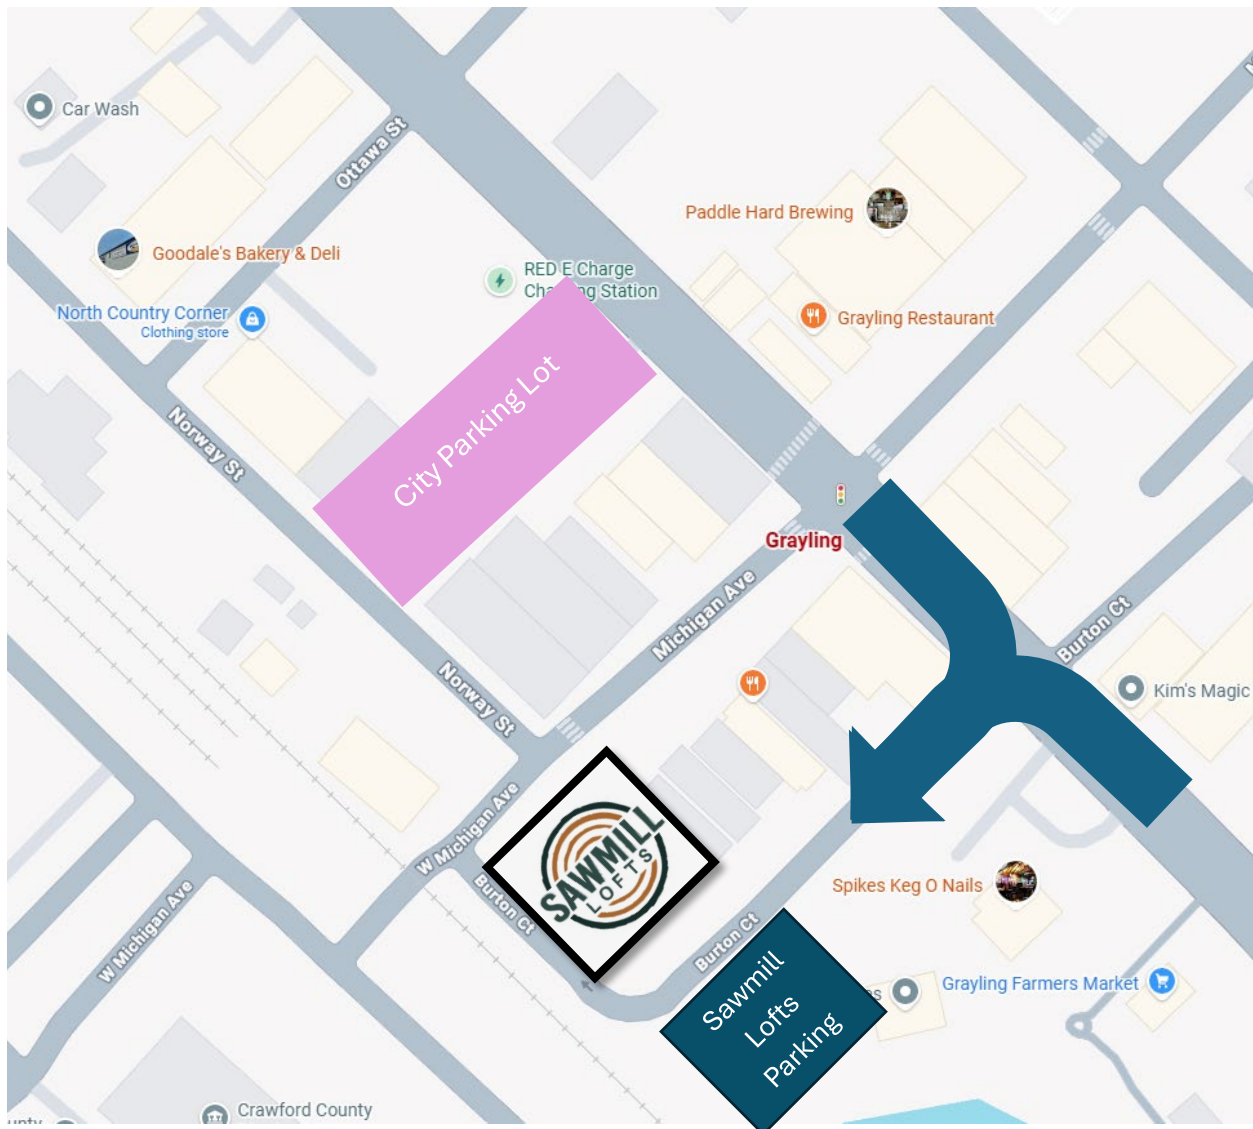 Car Wash
Ottawa St
Paddle Hard Brewing
Goodale's Bakery & Deli
RED E Charge
Charging Station
North Country Corner
Clothing store
Grayling Restaurant
City Parking Lot
Norway St
Grayling
Michigan Ave
Burton Ct
Kim's Magic
Norway St
W Michigan Ave
SAWMILL
LOFTS
Burton Ct
Spikes Keg O Nails
W Michigan Ave
Burton Ct
Grayling Farmers Market
Sawmill
Lofts
Parking
Crawford County